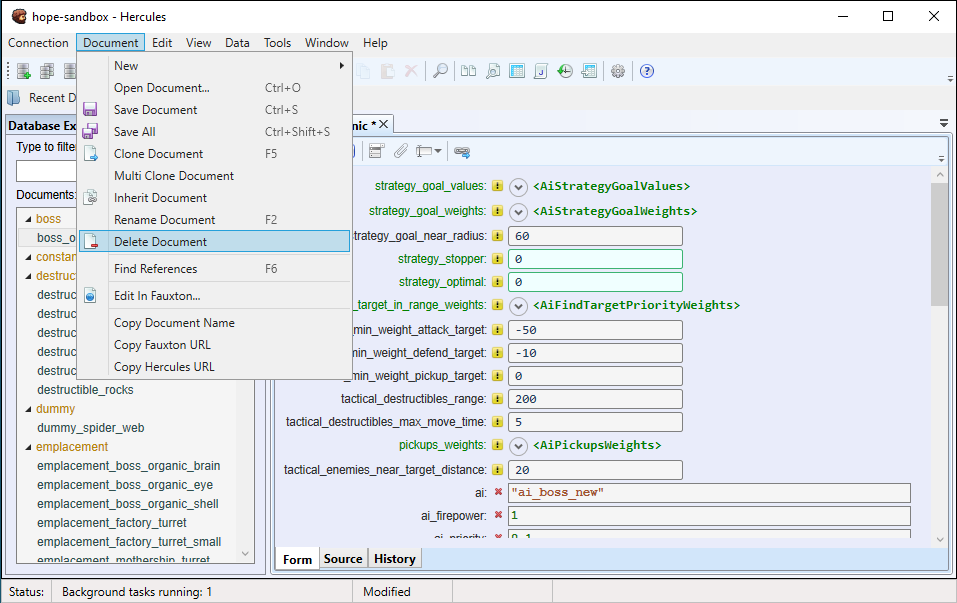 hope-sandbox - Hercules
Connection Document Edit View Data Tools Window Help
Recent D
Database Ex
Type to filte
Documents:
boss
boss_o
constan
destruc
destruc
destruc
destruc
destruc
destruc
destructible_rocks
dummy
dummy_spider_web
emplacement
emplacement_boss_organic_brain
emplacement_boss_organic_eye
emplacement_boss_organic_shell
emplacement_factory_turret
emplacement_factory_turret_small
emplacement_mothership_turret
New
Open Document... Ctrl+O
Save Document Ctrl+S
Save All Ctrl+Shift+S
Clone Document F5
Multi Clone Document
Inherit Document
Rename Document F2
Delete Document
Find References F6
Edit In Fauxton...
Copy Document Name
Copy Fauxton URL
Copy Hercules URL
nic *
strategy_goal_values: <AiStrategyGoalValues>
strategy_goal_weights: <AiStrategyGoalWeights>
trategy_goal_near_radius: 60
strategy_stopper: 0
strategy_optimal: 0
_target_in_range_weights: <AiFindTargetPriorityWeights>
min_weight_attack_target: -50
min_weight_defend_target: -10
_min_weight_pickup_target: 0
tactical_destructibles_range: 200
tactical_destructibles_max_move_time: 5
pickups_weights: <AiPickupsWeights>
tactical_enemies_near_target_distance: 20
ai: "ai_boss_new"
ai_firepower: 1
ai_priority: 0.1
Form Source History
Status: Background tasks running: 1 Modified